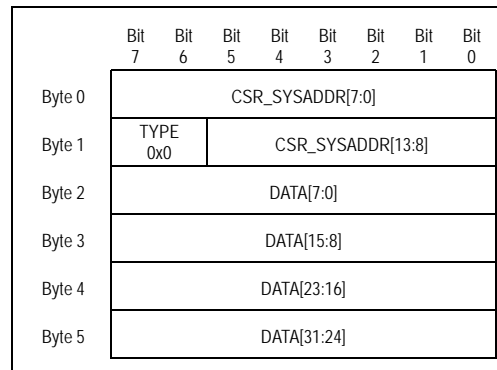 Bit Bit Bit Bit Bit Bit Bit Bit
7 6 5 4 3 2 1 0
Byte 0 CSR_SYSADDR[7:0]
Byte 1 TYPE 0x0 CSR_SYSADDR[13:8]
Byte 2 DATA[7:0]
Byte 3 DATA[15:8]
Byte 4 DATA[23:16]
Byte 5 DATA[31:24]